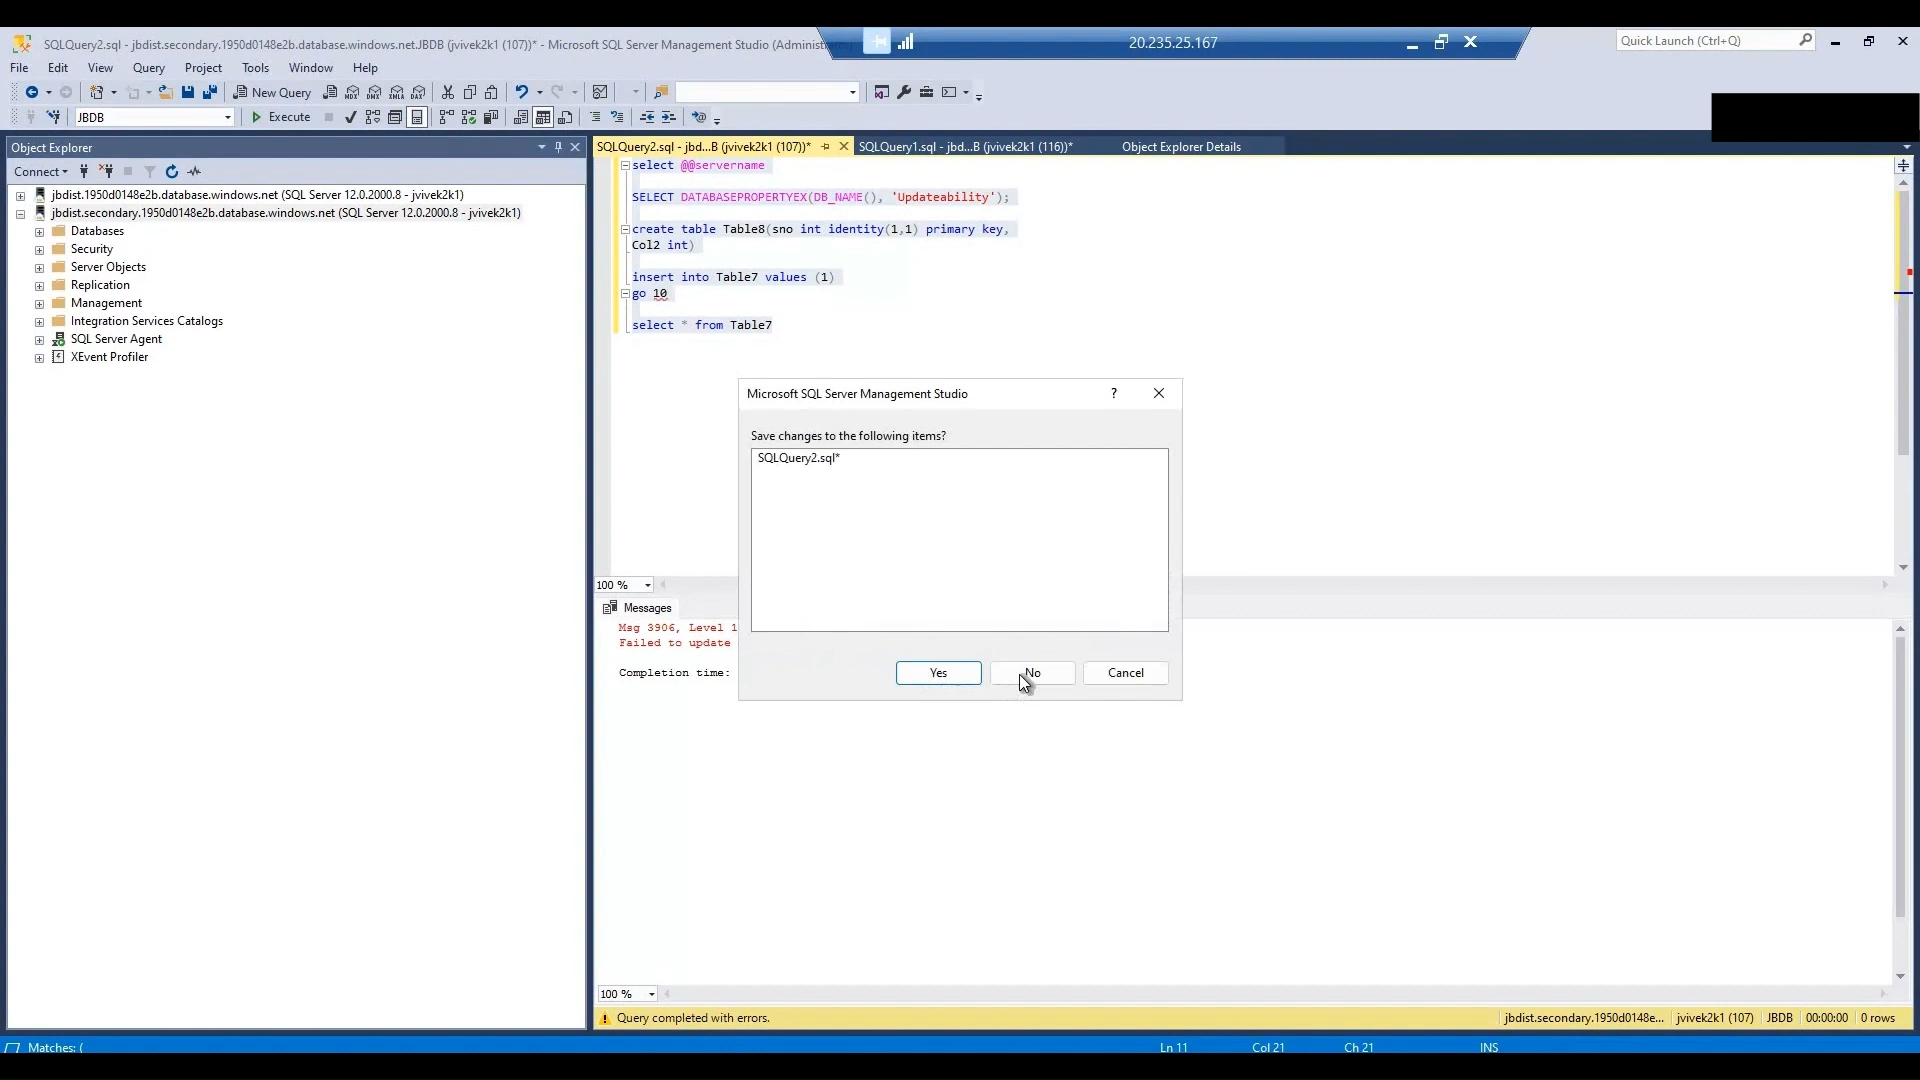 SQLQuery2.sql - jbdist.secondary.1950d0148e2b.database.windows.net.JBDB (jvivek2k1 (107))* - Microsoft SQL Server Management Studio
20.235.25.167
Quick Launch (Ctrl+Q)
File Edit View Query Project Tools Window Help
New Query
JBDB
Execute
Object Explorer
SQLQuery2.sql - jbd...B (jvivek2k1 (107))*
SQLQuery1.sql - jbd...B (jvivek2k1 (116))*
Object Explorer Details
Connect
jbdist.1950d0148e2b.database.windows.net (SQL Server 12.0.2000.8 - jvivek2k1)
jbdist.secondary.1950d0148e2b.database.windows.net (SQL Server 12.0.2000.8 - jvivek2k1)
Databases
Security
Server Objects
Replication
Management
Integration Services Catalogs
SQL Server Agent
XEvent Profiler
select @@servername
SELECT DATABASEPROPERTYEX(DB_NAME(), 'Updateability');
create table Table8(sno int identity(1,1) primary key,
Col2 int)
insert into Table7 values (1)
go 10
select * from Table7
Microsoft SQL Server Management Studio
Save changes to the following items?
SQLQuery2.sql*
Yes
No
Cancel
100 %
Messages
Msg 3906, Level 1
Failed to update
Completion time:
100 %
Query completed with errors.
jbdist.secondary.1950d0148e...
jvivek2k1 (107)
JBDB
00:00:00
0 rows
Matches: (
Ln 11
Col 21
Ch 21
INS